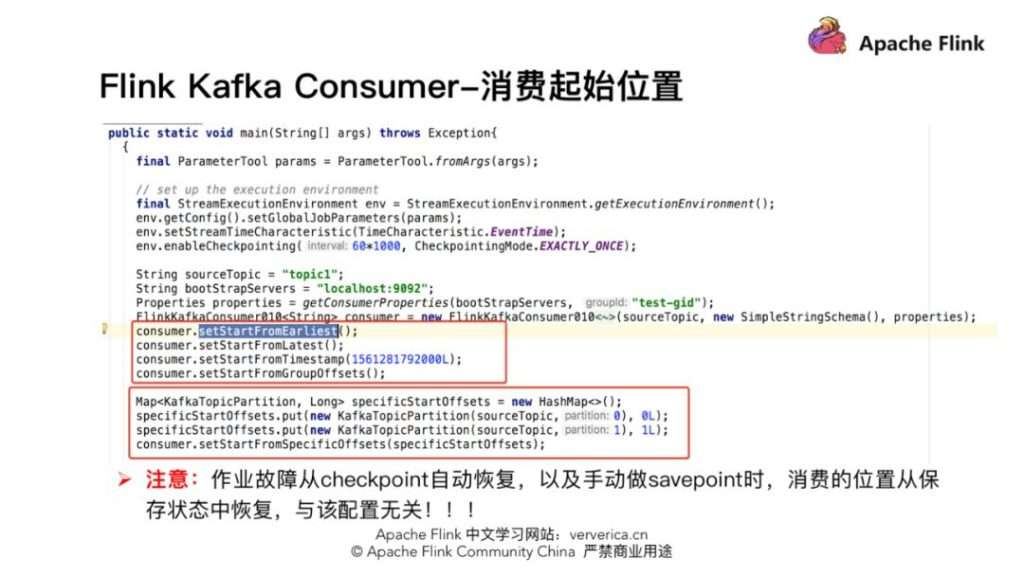 Apache Flink
Flink Kafka Consumer-消费起始位置
public static void main(String[] args) throws Exception{
{
final ParameterTool params = ParameterTool.fromArgs(args);
// set up the execution environment
final StreamExecutionEnvironment env = StreamExecutionEnvironment.getExecutionEnvironment();
env.getConfig().setGlobalJobParameters(params);
env.setStreamTimeCharacteristic(TimeCharacteristic.EventTime);
env.enableCheckpointing( interval: 60*1000, CheckpointingMode.EXACTLY_ONCE);
String sourceTopic = "topic1";
String bootStrapServers = "localhost:9092";
Properties properties = getConsumerProperties(bootStrapServers, groupId: "test-gid");
FlinkKafkaConsumer010<String> consumer = new FlinkKafkaConsumer010<~>(sourceTopic, new SimpleStringSchema(), properties);
consumer.setStartFromEarliest();
consumer.setStartFromLatest();
consumer.setStartFromTimestamp(1561281792000L);
consumer.setStartFromGroupOffsets();
Map<KafkaTopicPartition, Long> specificStartOffsets = new HashMap<>();
specificStartOffsets.put(new KafkaTopicPartition(sourceTopic, partition: 0), 0L);
specificStartOffsets.put(new KafkaTopicPartition(sourceTopic, partition: 1), 1L);
consumer.setStartFromSpecificOffsets(specificStartOffsets);
➢ 注意：作业故障从checkpoint自动恢复，以及手动做savepoint时，消费的位置从保
存状态中恢复，与该配置无关！！！
Apache Flink 中文学习网站：ververica.cn
© Apache Flink Community China 严禁商业用途